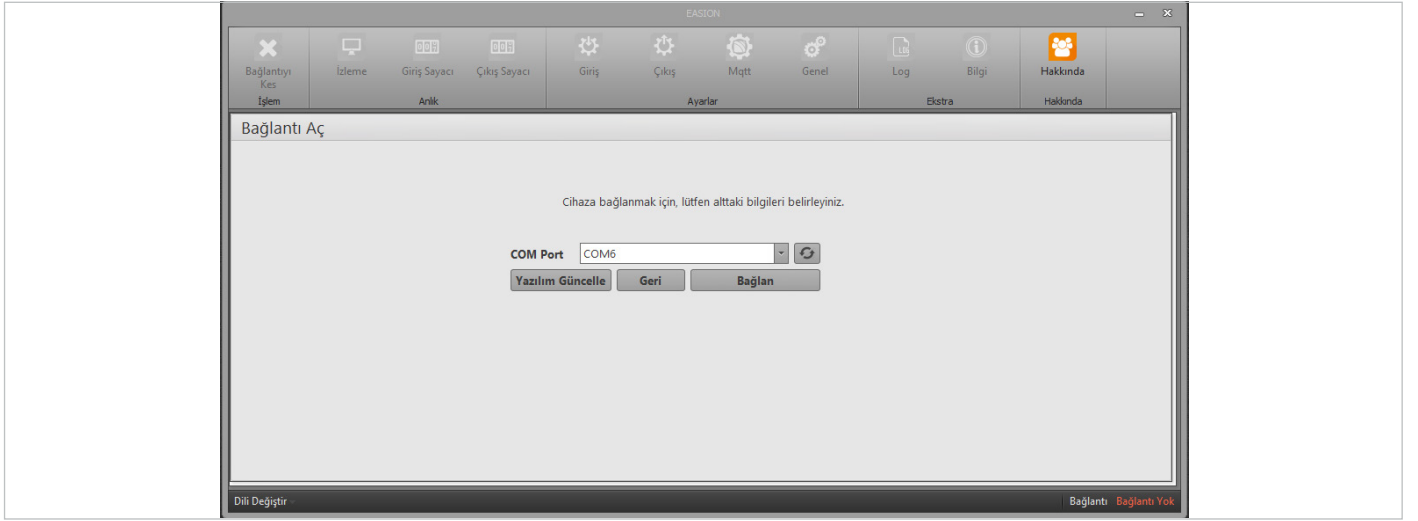 EASION
Bağlantıyı Kes
İzleme
Giriş Sayacı
Çıkış Sayacı
Giriş
Çıkış
Mqtt
Genel
Log
Bilgi
Hakkında
İşlem
Anlık
Ayarlar
Ekstra
Hakkında
Bağlantı Aç
Cihaza bağlanmak için, lütfen alttaki bilgileri belirleyiniz.
COM Port COM6
Yazılım Güncelle Geri Bağlan
Dili Değiştir Bağlantı Bağlantı Yok